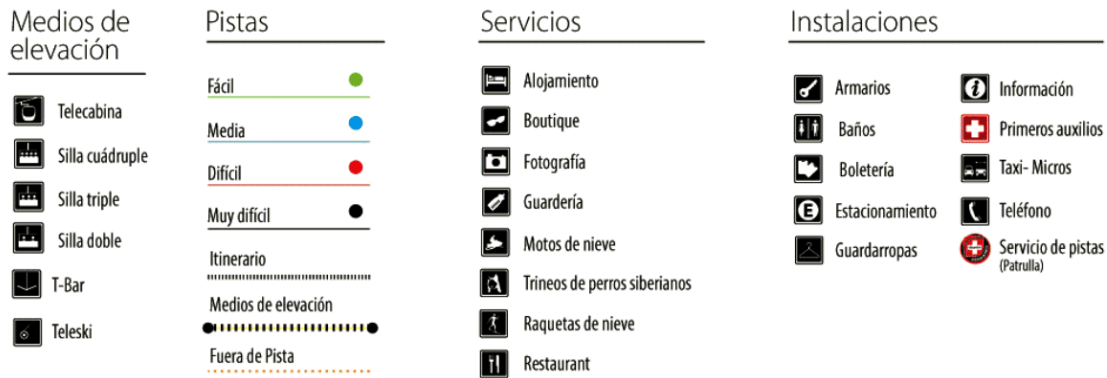 Medios de
elevación
Telecabina
Silla cuádruple
Silla triple
Silla doble
T-Bar
Teleski
Pistas
Fácil
Media
Difícil
Muy difícil
Itinerario
Medios de elevación
Fuera de Pista
Servicios
Alojamiento
Boutique
Fotografía
Guardería
Motos de nieve
Trineos de perros siberianos
Raquetas de nieve
Restaurant
Instalaciones
Armarios
Baños
Boletería
E
Estacionamiento
Guardarropas
i
Información
Primeros auxilios
Taxi- Micros
Teléfono
Servicio de pistas
(Patrulla)